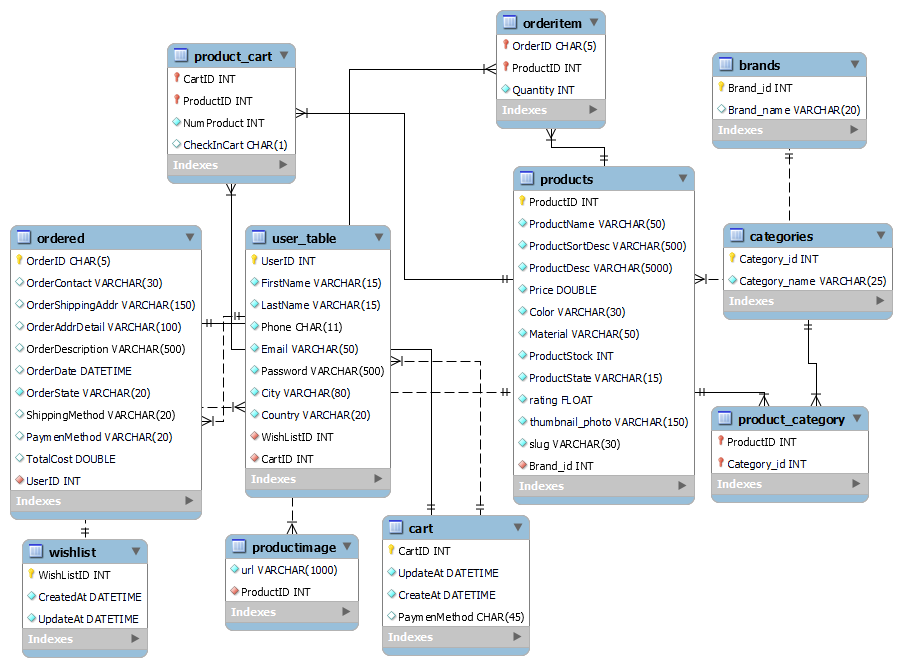 orderitem
OrderID CHAR(5)
ProductID INT
Quantity INT
Indexes
product_cart
CartID INT
ProductID INT
NumProduct INT
CheckInCart CHAR(1)
Indexes
brands
Brand_id INT
Brand_name VARCHAR(20)
Indexes
products
ProductID INT
ProductName VARCHAR(50)
ProductSortDesc VARCHAR(500)
ProductDesc VARCHAR(5000)
Price DOUBLE
Color VARCHAR(30)
Material VARCHAR(50)
ProductStock INT
ProductState VARCHAR(15)
rating FLOAT
thumbnail_photo VARCHAR(150)
slug VARCHAR(30)
Brand_id INT
Indexes
ordered
OrderID CHAR(5)
OrderContact VARCHAR(30)
OrderShippingAddr VARCHAR(150)
OrderAddrDetail VARCHAR(100)
OrderDescription VARCHAR(500)
OrderDate DATETIME
OrderState VARCHAR(20)
ShippingMethod VARCHAR(20)
PaymenMethod VARCHAR(20)
TotalCost DOUBLE
UserID INT
Indexes
user_table
UserID INT
FirstName VARCHAR(15)
LastName VARCHAR(15)
Phone CHAR(11)
Email VARCHAR(50)
Password VARCHAR(500)
City VARCHAR(80)
Country VARCHAR(20)
WishListID INT
CartID INT
Indexes
categories
Category_id INT
Category_name VARCHAR(25)
Indexes
product_category
ProductID INT
Category_id INT
Indexes
wishlist
WishListID INT
CreatedAt DATETIME
UpdateAt DATETIME
Indexes
productimage
url VARCHAR(1000)
ProductID INT
Indexes
cart
CartID INT
UpdateAt DATETIME
CreateAt DATETIME
PaymenMethod CHAR(45)
Indexes